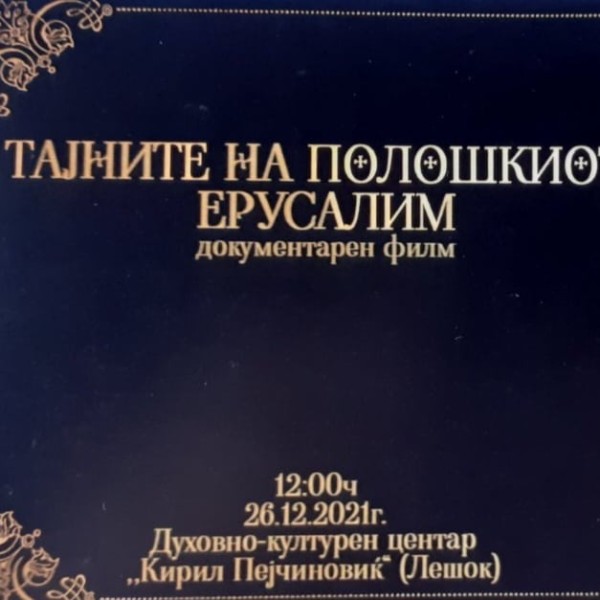 ТАЈНИТЕ НА ПОЛОШКИОТ
ЕРУСАЛИМ
документарен филм
12:00ч
26.12.2021г.
Духовно-културен центар
„Кирил Пејчиновиќ“ (Лешок)